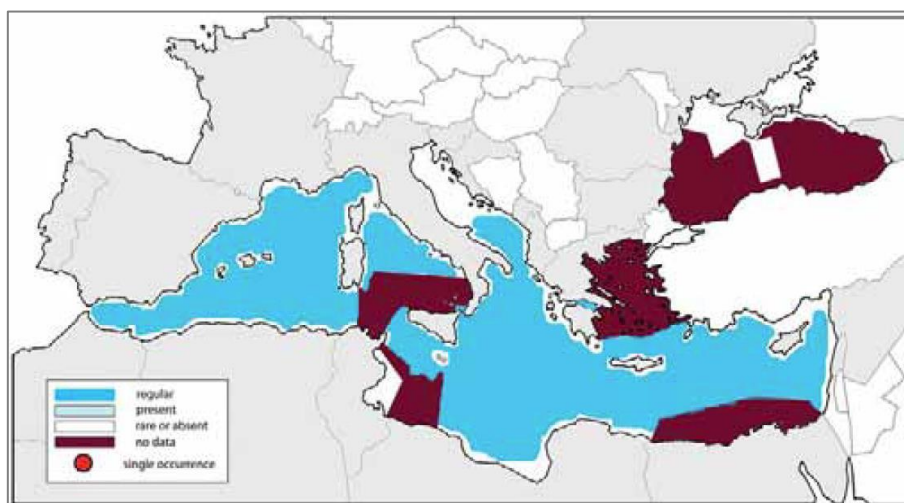 regular
present
rare or absent
no data
single occurrence